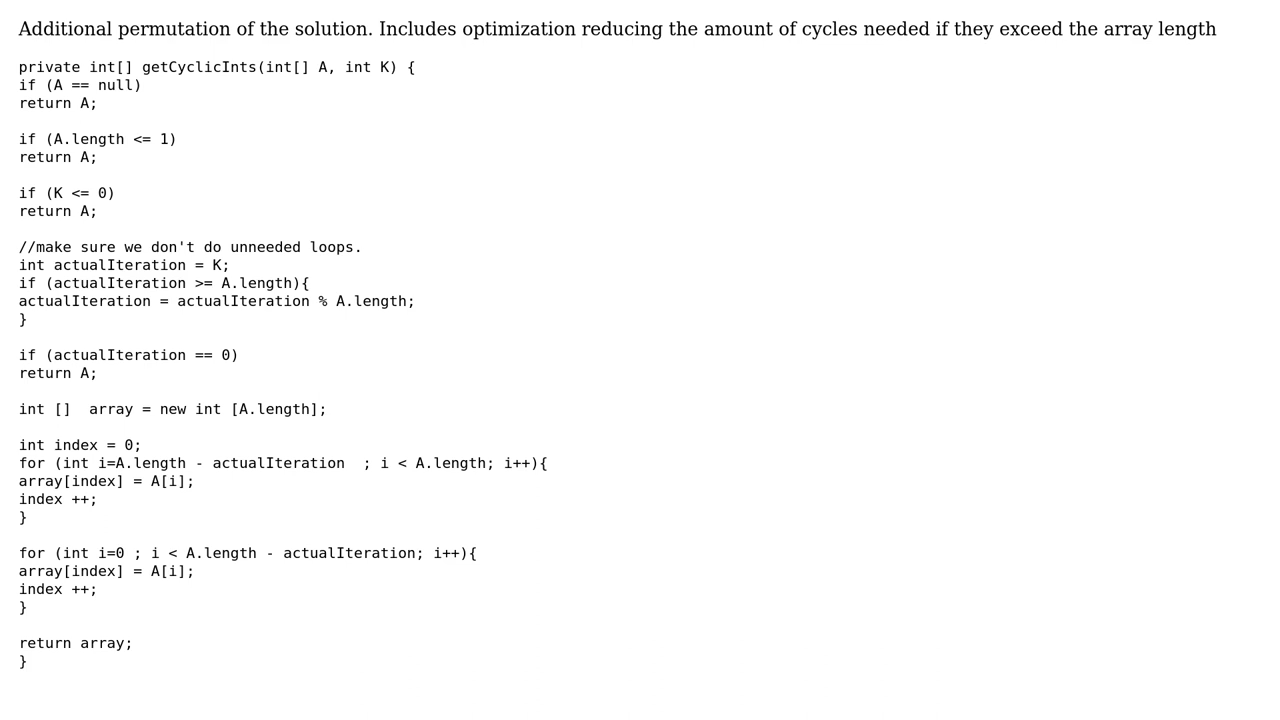 Additional permutation of the solution. Includes optimization reducing the amount of cycles needed if they exceed the array length
private int[] getCyclicInts(int[] A, int K) {
if (A == null)
return A;

if (A.length <= 1)
return A;

if (K <= 0)
return A;

//make sure we don't do unneeded loops.
int actualIteration = K;
if (actualIteration >= A.length){
actualIteration = actualIteration % A.length;
}

if (actualIteration == 0)
return A;

int []  array = new int [A.length];

int index = 0;
for (int i=A.length - actualIteration  ; i < A.length; i++){
array[index] = A[i];
index ++;
}

for (int i=0 ; i < A.length - actualIteration; i++){
array[index] = A[i];
index ++;
}

return array;
}